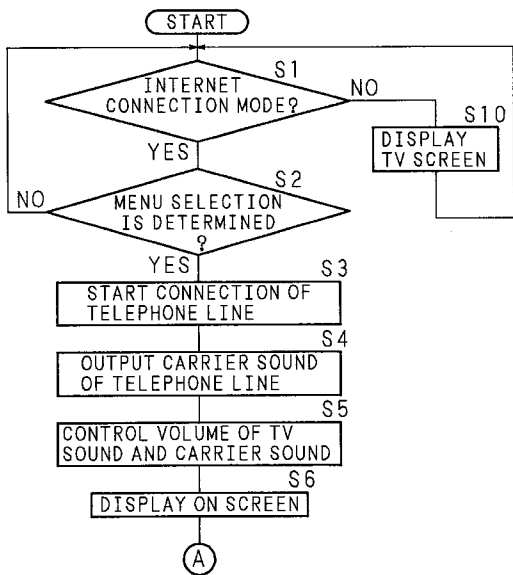 START
S1
INTERNET
CONNECTION MODE?
NO
S10
DISPLAY
TV SCREEN
YES
S2
NO
MENU SELECTION
IS DETERMINED
?
YES
S3
START CONNECTION OF
TELEPHONE LINE
S4
OUTPUT CARRIER SOUND
OF TELEPHONE LINE
S5
CONTROL VOLUME OF TV
SOUND AND CARRIER SOUND
S6
DISPLAY ON SCREEN
A